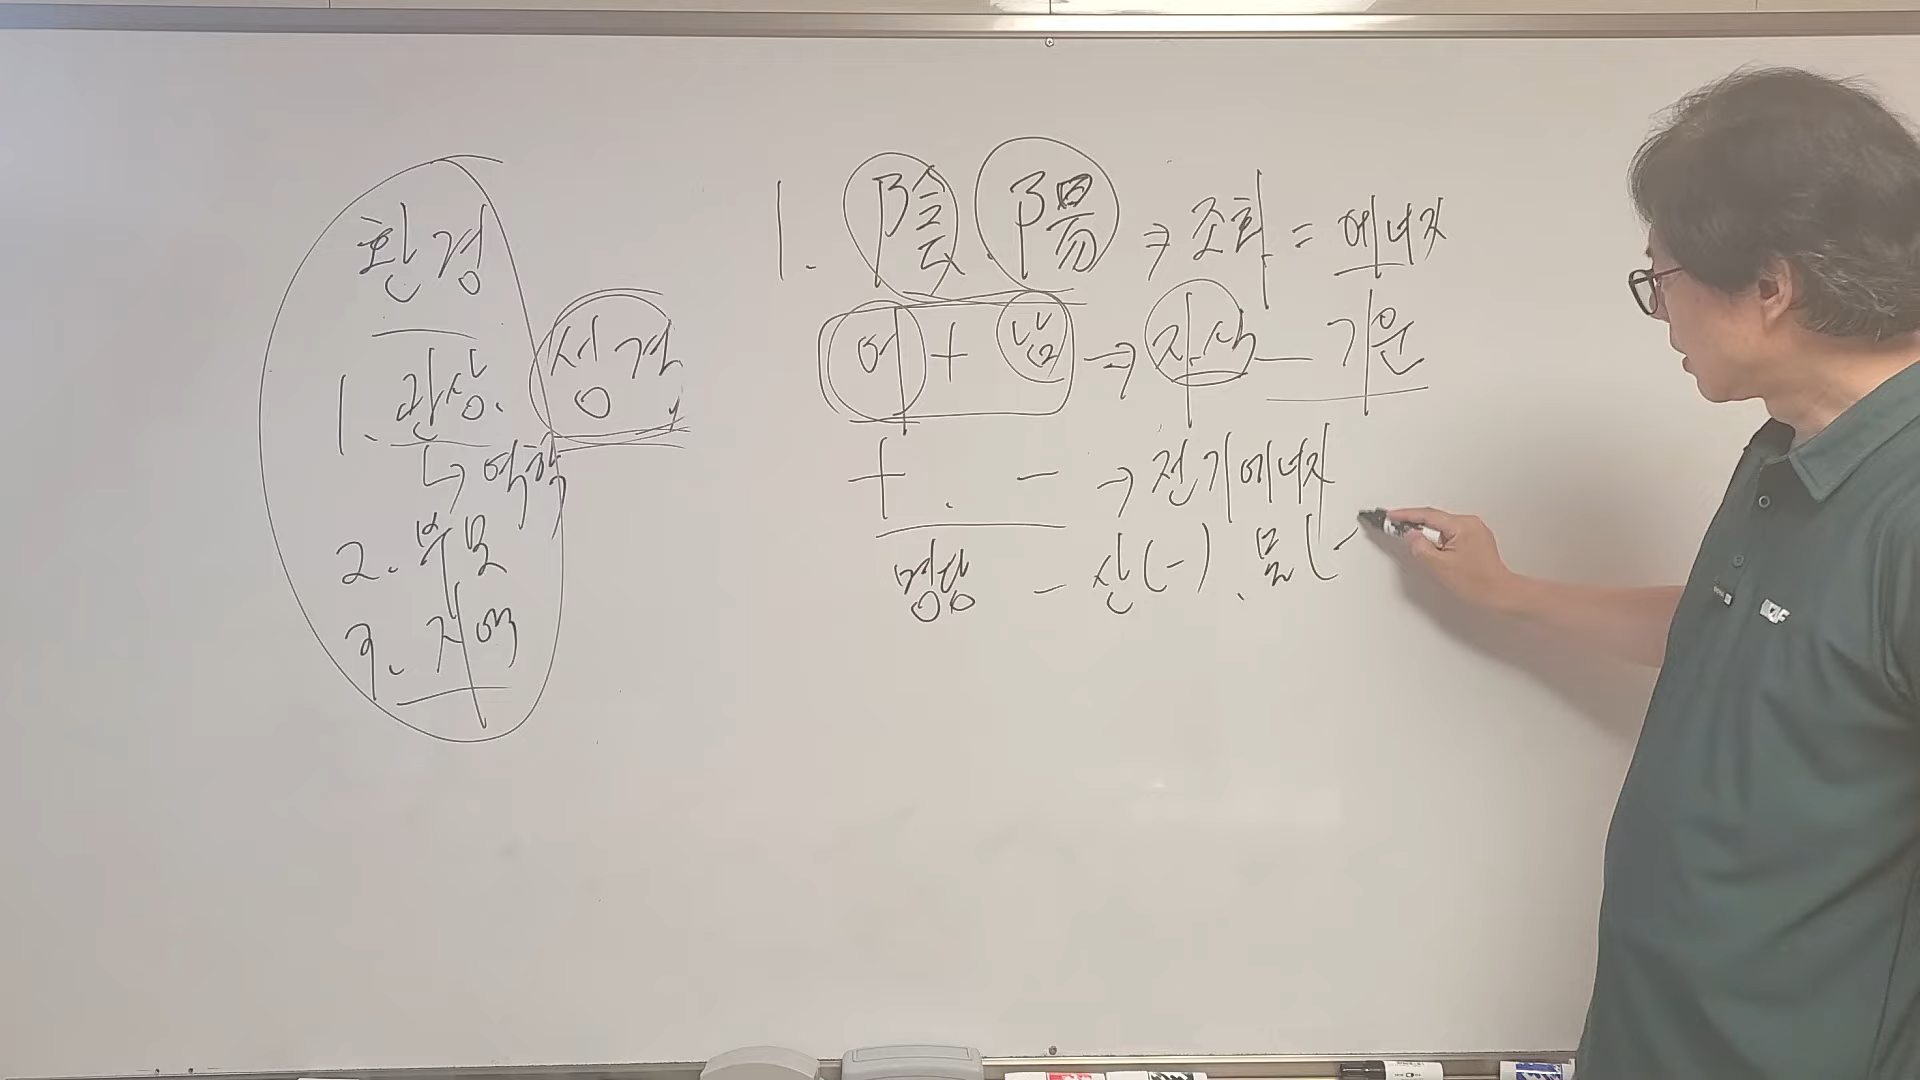 환경
1. 관상.
성격
↳ 역학
2. 부모
3. 지역
1. 陰.陽 ⇒ 조화 = 에너지
여 + 남 ⇒ 자식 — 기운
+ . - → 전기에너지
명당 - 산(-). 물(